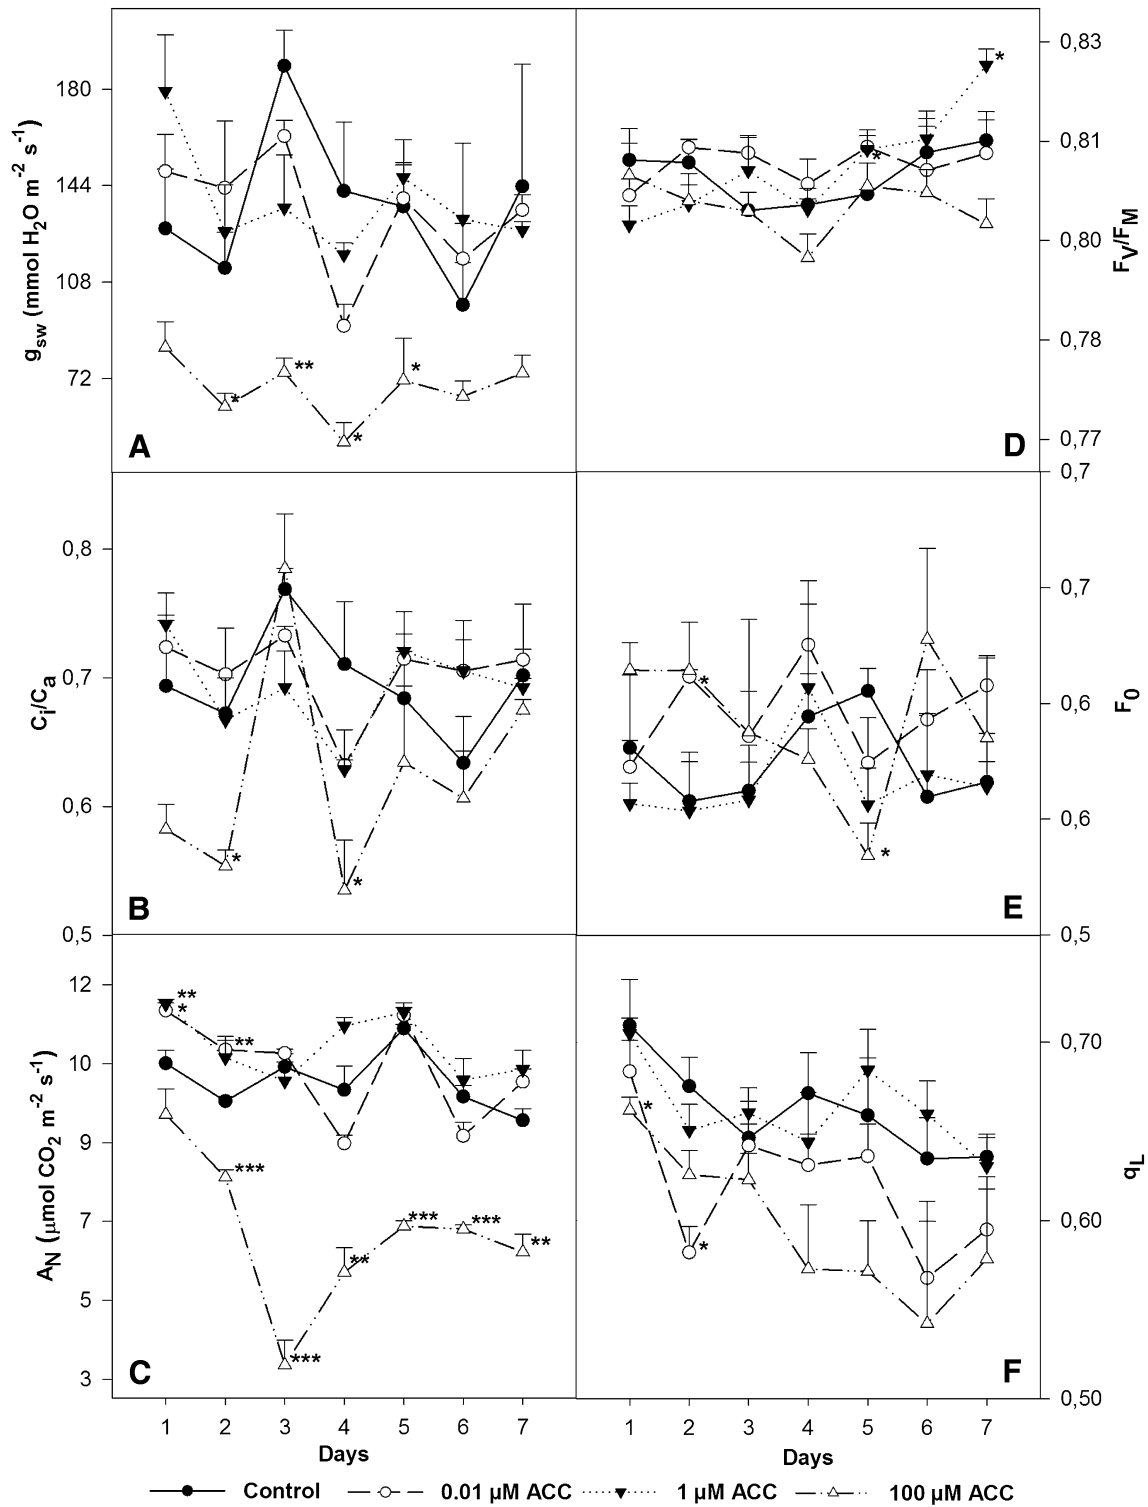 g_sw (mmol H2O m-2 s-1)
180
144
108
72
*
**
*
*
A
0,83
0,81
0,80
0,78
0,77
F_V/F_M
*
*
D
C_i/C_a
0,8
0,7
0,6
0,5
*
*
B
0,7
0,7
0,6
0,6
0,5
F_0
*
*
E
A_N (µmol CO2 m-2 s-1)
12
10
9
7
5
3
**
*
**
***
***
**
***
***
**
C
0,70
0,60
0,50
q_L
*
*
F
1 2 3 4 5 6 7
Days
1 2 3 4 5 6 7
Days
Control 0.01 µM ACC 1 µM ACC 100 µM ACC